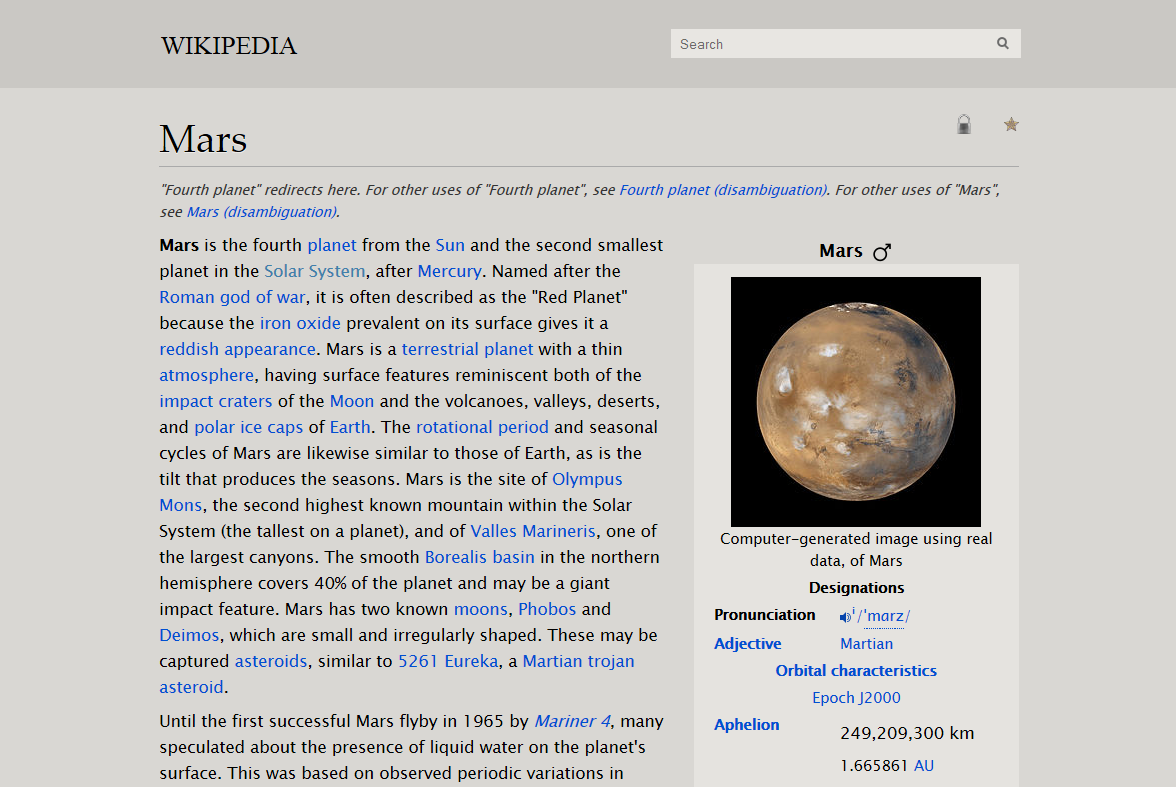 WIKIPEDIA
Search
Mars
"Fourth planet" redirects here. For other uses of "Fourth planet", see Fourth planet (disambiguation). For other uses of "Mars",
see Mars (disambiguation).
Mars is the fourth planet from the Sun and the second smallest
planet in the Solar System, after Mercury. Named after the
Roman god of war, it is often described as the "Red Planet"
because the iron oxide prevalent on its surface gives it a
reddish appearance. Mars is a terrestrial planet with a thin
atmosphere, having surface features reminiscent both of the
impact craters of the Moon and the volcanoes, valleys, deserts,
and polar ice caps of Earth. The rotational period and seasonal
cycles of Mars are likewise similar to those of Earth, as is the
tilt that produces the seasons. Mars is the site of Olympus
Mons, the second highest known mountain within the Solar
System (the tallest on a planet), and of Valles Marineris, one of
the largest canyons. The smooth Borealis basin in the northern
hemisphere covers 40% of the planet and may be a giant
impact feature. Mars has two known moons, Phobos and
Deimos, which are small and irregularly shaped. These may be
captured asteroids, similar to 5261 Eureka, a Martian trojan
asteroid.
Until the first successful Mars flyby in 1965 by Mariner 4, many
speculated about the presence of liquid water on the planet's
surface. This was based on observed periodic variations in
Mars ♂
Computer-generated image using real
data, of Mars
Designations
Pronunciation i/ˈmɑrz/
Adjective Martian
Orbital characteristics
Epoch J2000
Aphelion 249,209,300 km
1.665861 AU